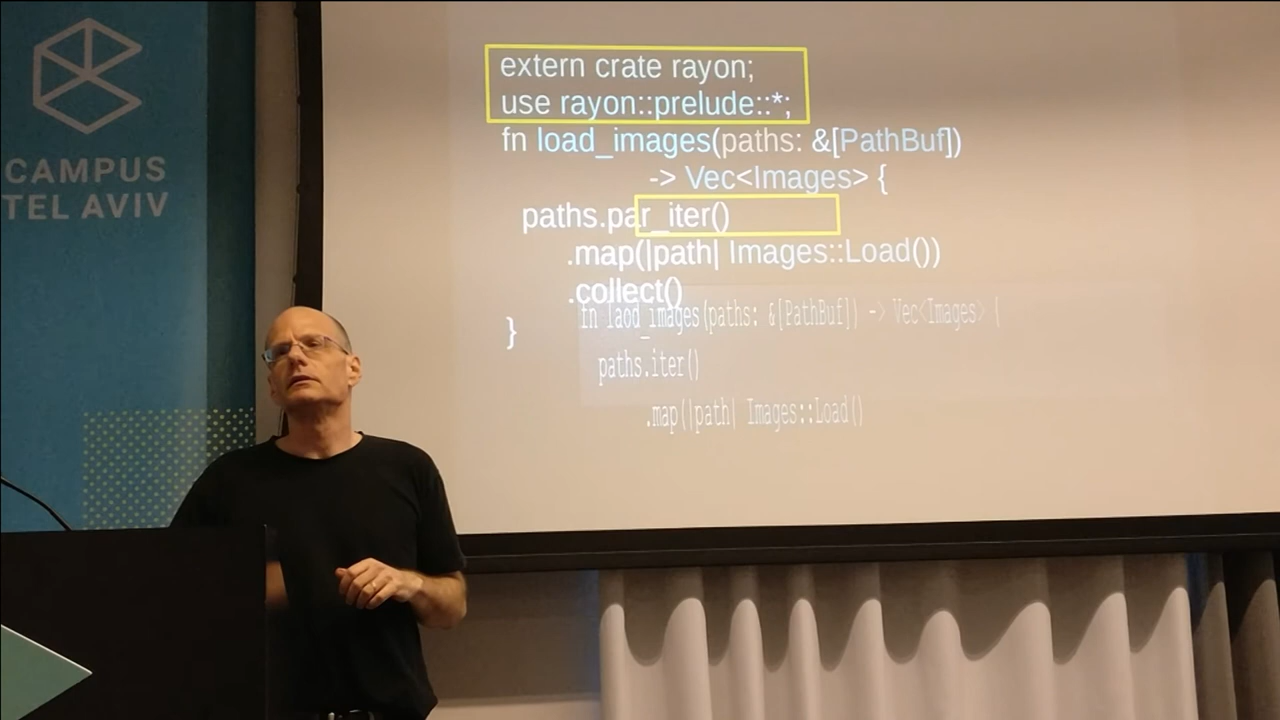 CAMPUS
TEL AVIV
extern crate rayon;
use rayon::prelude::*;
fn load_images(paths: &[PathBuf])
-> Vec<Images> {
paths.par_iter()
.map(|path| Images::Load())
.collect()
}
fn laod_images(paths: &[PathBuf]) -> Vec<Images> {
paths.iter()
.map(|path| Images::Load()